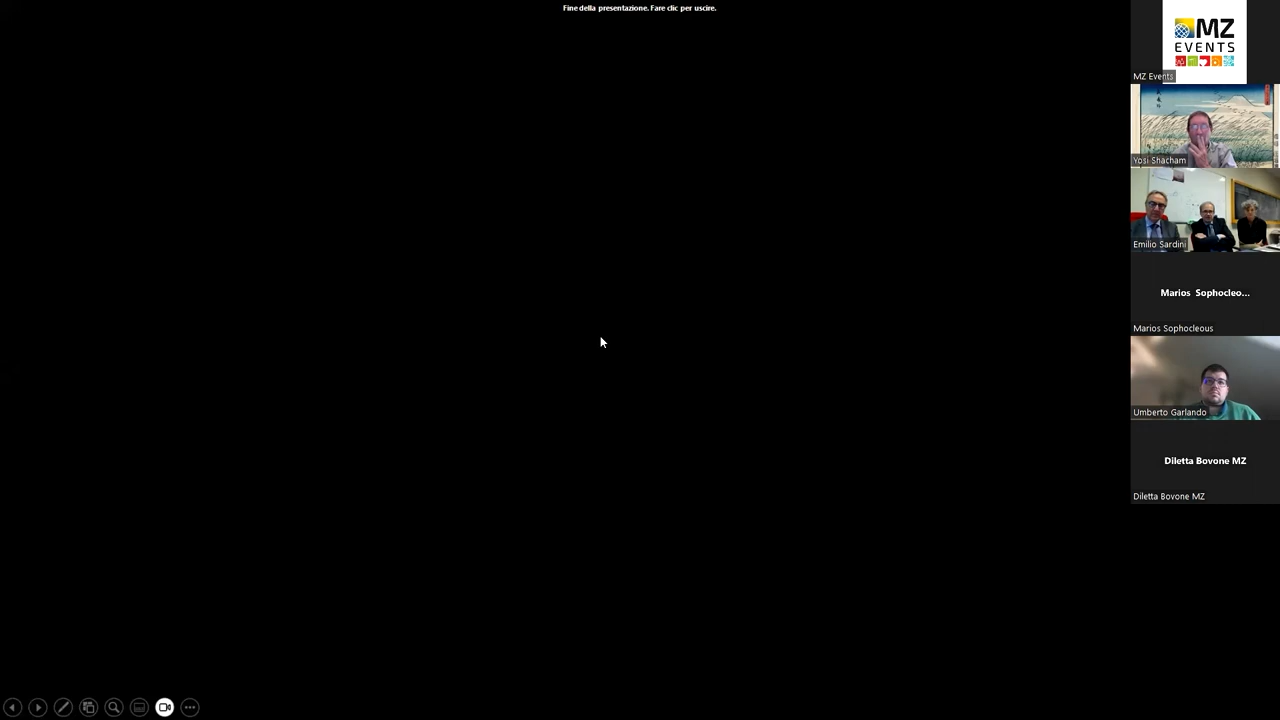 Fine della presentazione. Fare clic per uscire.
MZ
EVENTS
MZ Events
Yosi Shacham
Emilio Sardini
Marios Sophocleo...
Marios Sophocleous
Umberto Garlando
Diletta Bovone MZ
Diletta Bovone MZ